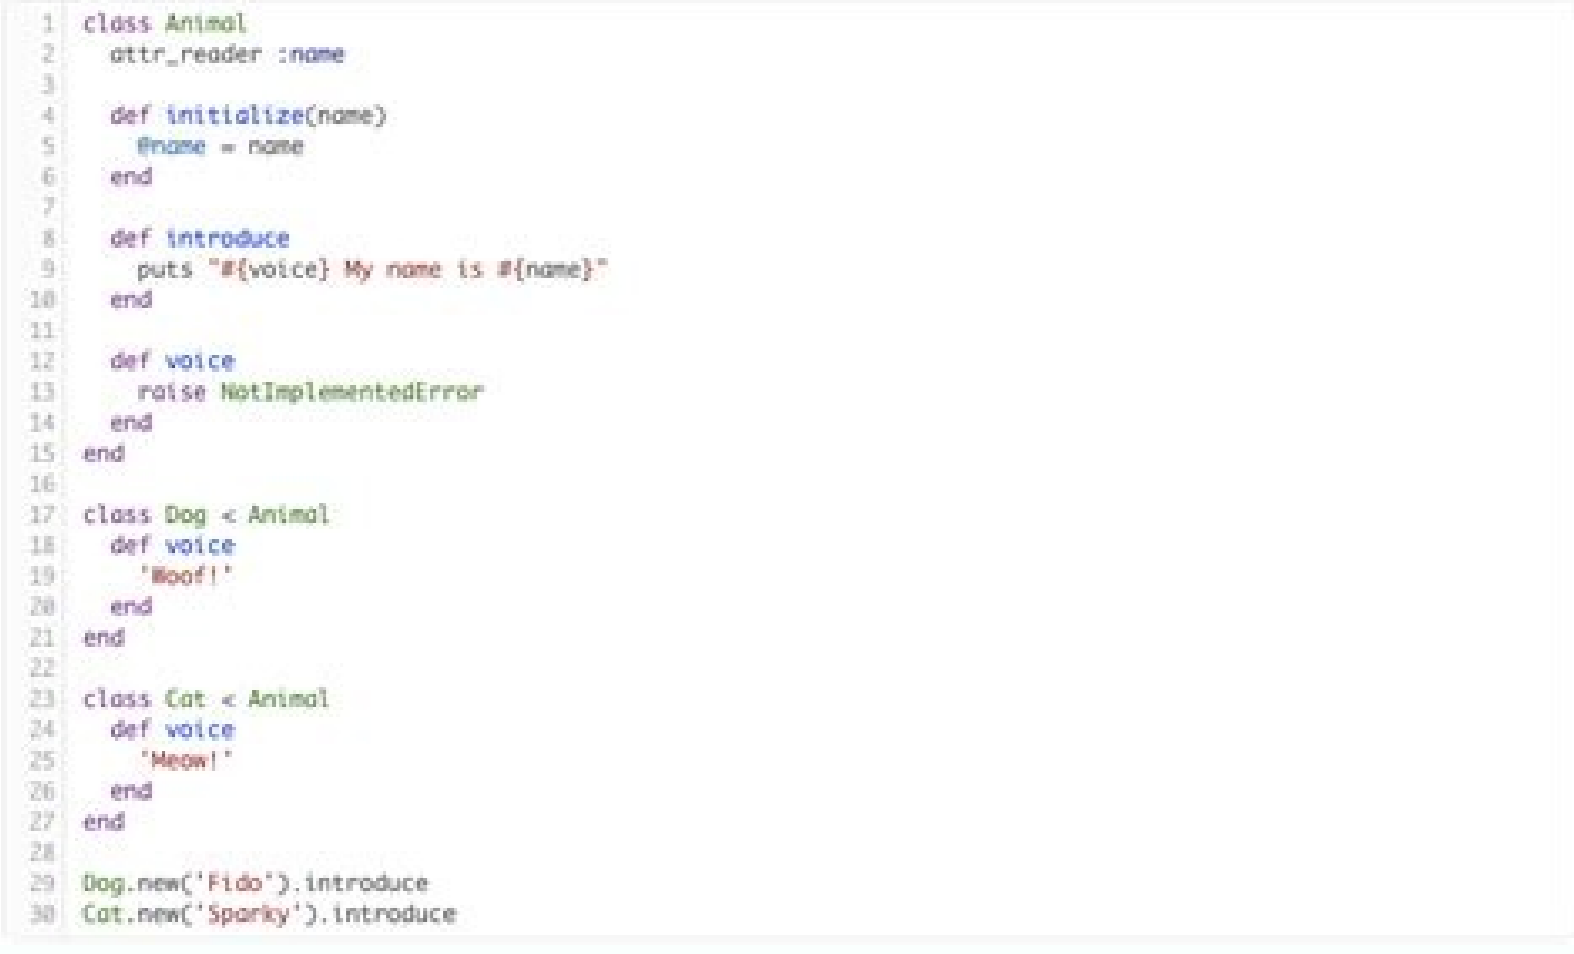 1 class Animal
2   attr_reader :name
3
4   def initialize(name)
5     @name = name
6   end
7
8   def introduce
9     puts "#{voice} My name is #{name}"
10   end
11
12   def voice
13     raise NotImplementedError
14   end
15 end
16
17 class Dog < Animal
18   def voice
19     'Woof!'
20   end
21 end
22
23 class Cat < Animal
24   def voice
25     'Meow!'
26   end
27 end
28
29 Dog.new('Fido').introduce
30 Cat.new('Sparky').introduce